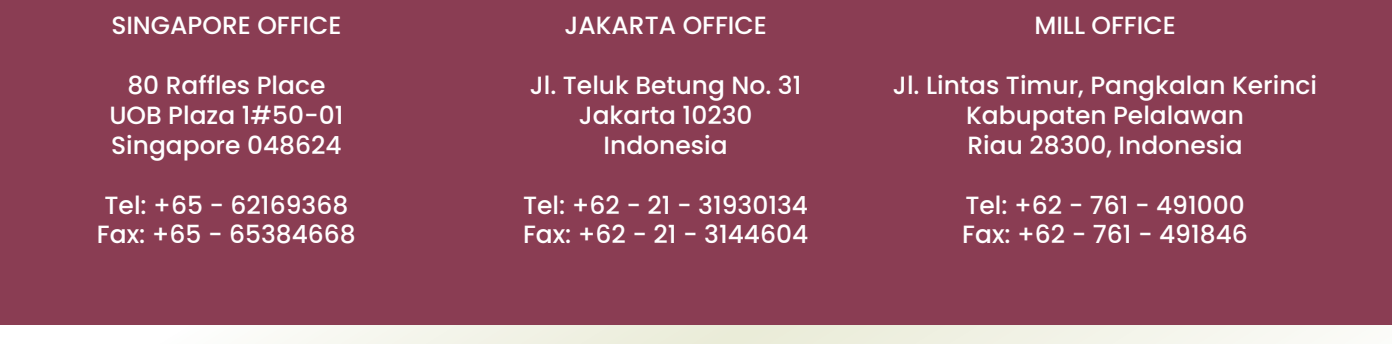 SINGAPORE OFFICE
80 Raffles Place
UOB Plaza 1#50-01
Singapore 048624
Tel: +65 - 62169368
Fax: +65 - 65384668
JAKARTA OFFICE
Jl. Teluk Betung No. 31
Jakarta 10230
Indonesia
Tel: +62 - 21 - 31930134
Fax: +62 - 21 - 3144604
MILL OFFICE
Jl. Lintas Timur, Pangkalan Kerinci
Kabupaten Pelalawan
Riau 28300, Indonesia
Tel: +62 - 761 - 491000
Fax: +62 - 761 - 491846